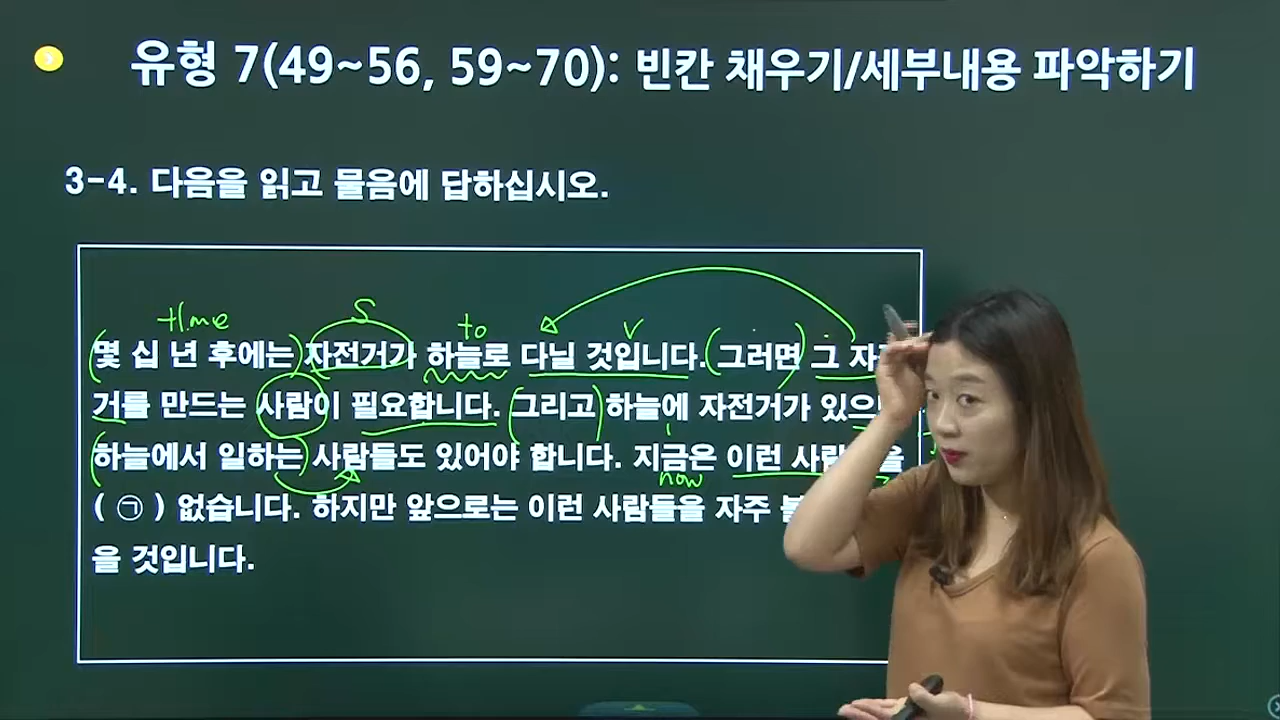 유형 7(49~56, 59~70): 빈칸 채우기/세부내용 파악하기
3-4. 다음을 읽고 물음에 답하십시오.
time S to V
몇 십 년 후에는 자전거가 하늘로 다닐 것입니다. 그러면 그
거를 만드는 사람이 필요합니다. 그리고 하늘에 자전거가
하늘에서 일하는 사람들도 있어야 합니다. 지금은 이런
now
( ㉠ ) 없습니다. 하지만 앞으로는 이런 사람들을 자주
을 것입니다.